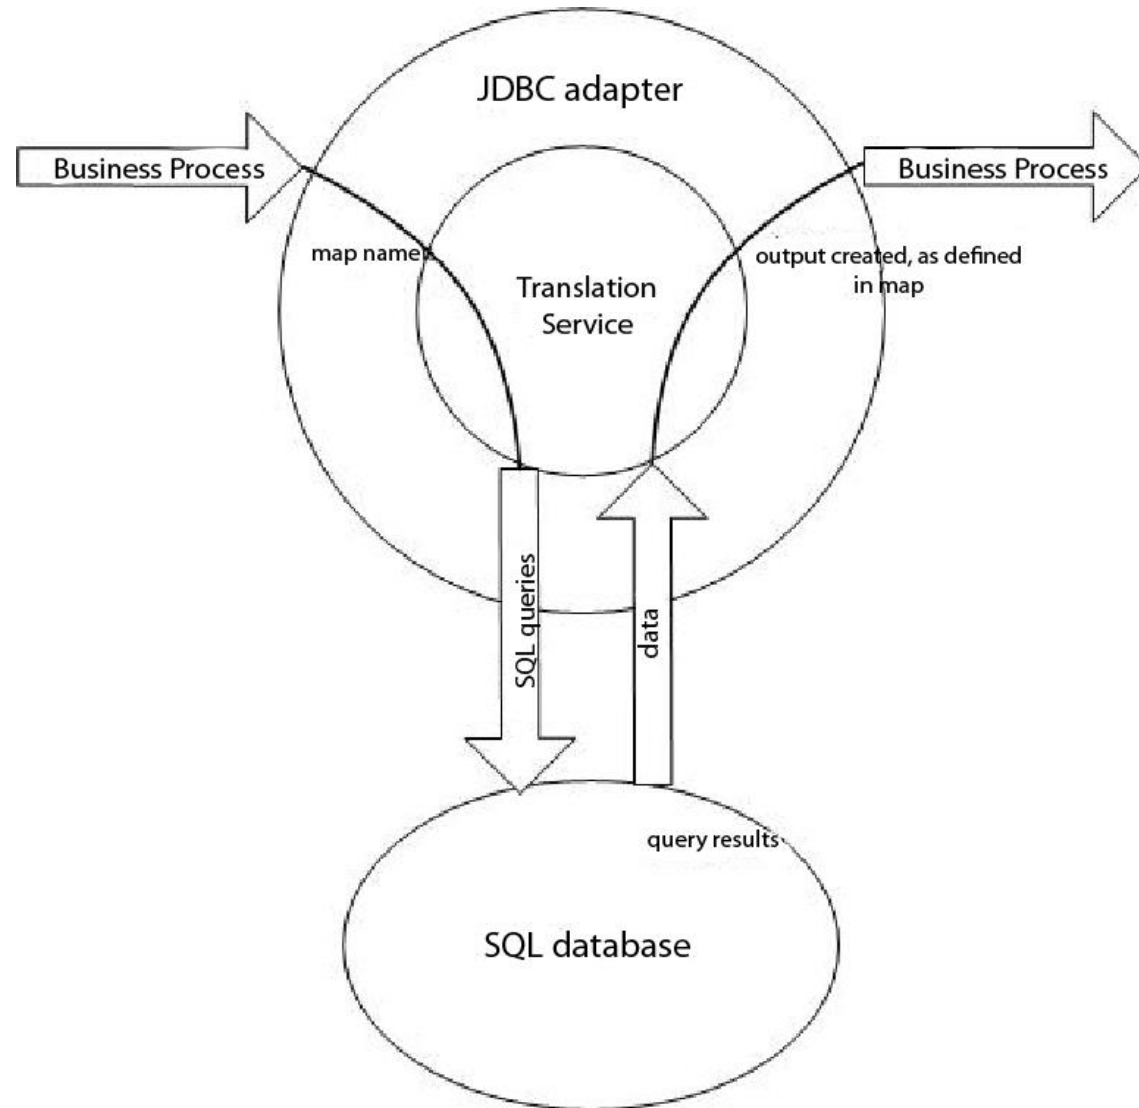 JDBC adapter
Business Process
Business Process
map name
output created, as defined
in map
Translation
Service
SQL queries
data
query results
SQL database